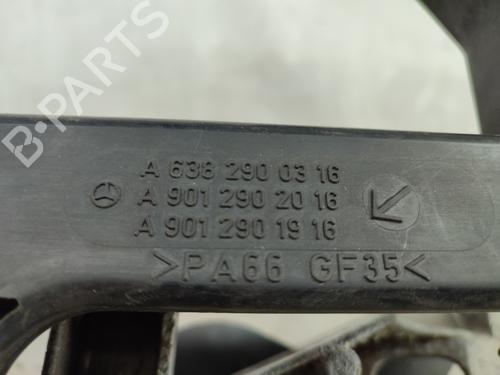 B-PARTS
A 638 290 03 16
A 901 290 20 16
A 901 290 19 16
>PA66 GF35<